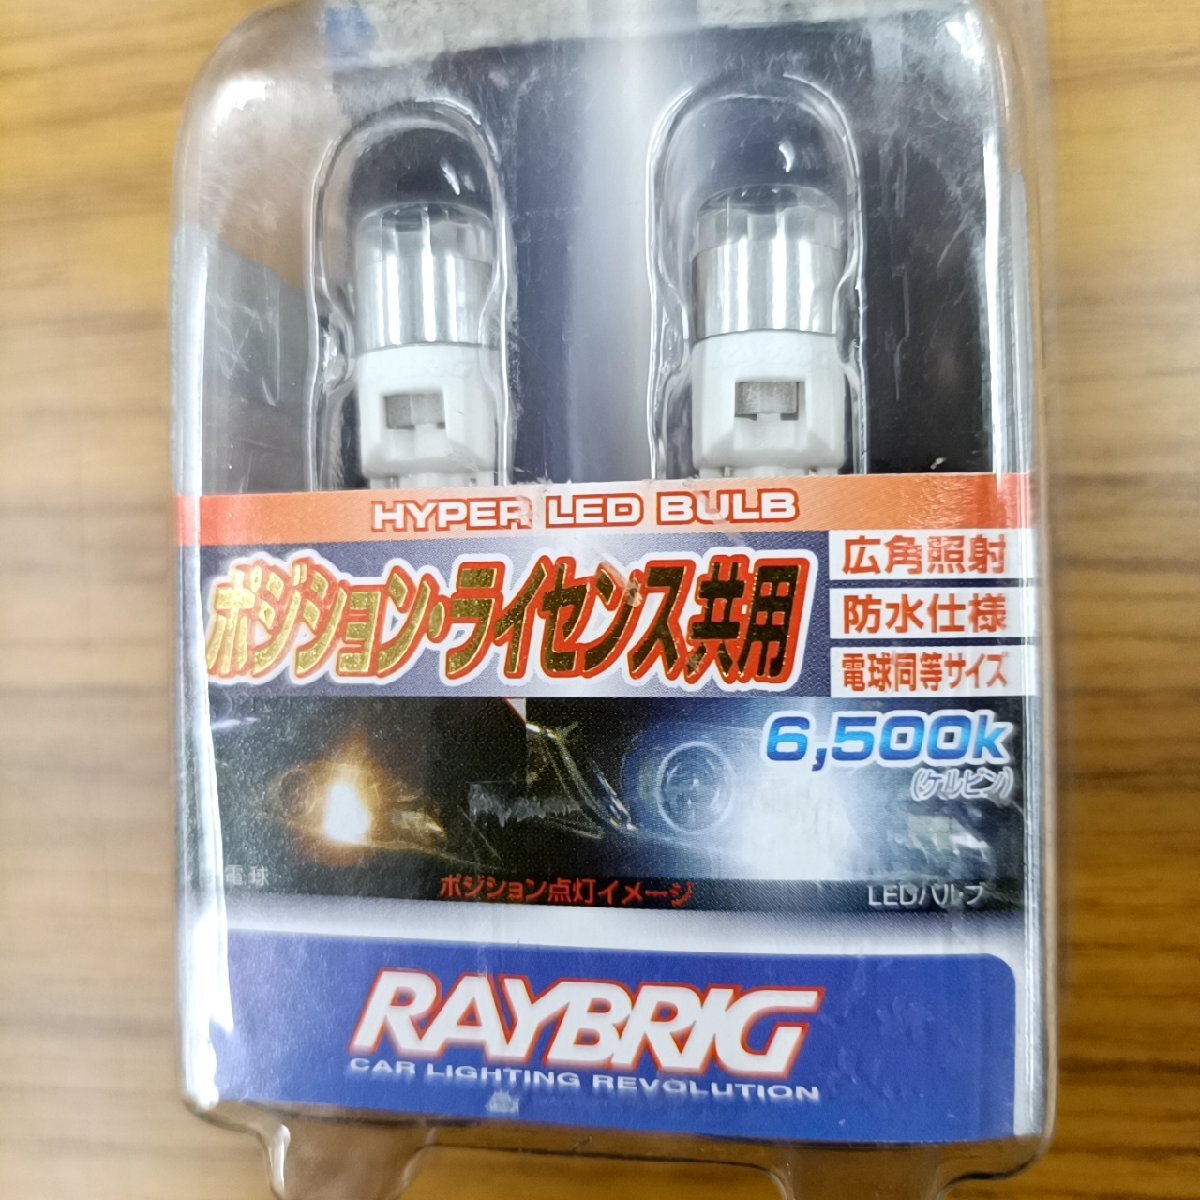 HYPER LED BULB
ポジション・ライセンス共用
広角照射
防水仕様
電球同等サイズ
6,500k
(ケルビン)
電球
ポジション点灯イメージ
LEDバルブ
RAYBRIG
CAR LIGHTING REVOLUTION